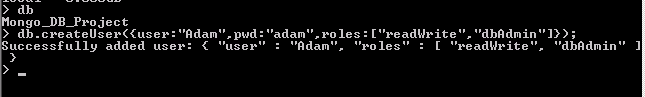 > db
Mongo_DB_Project
> db.createUser({user:"Adam",pwd:"adam",roles:["readWrite","dbAdmin"]});
Successfully added user: { "user" : "Adam", "roles" : [ "readWrite", "dbAdmin" ]
 }
> _